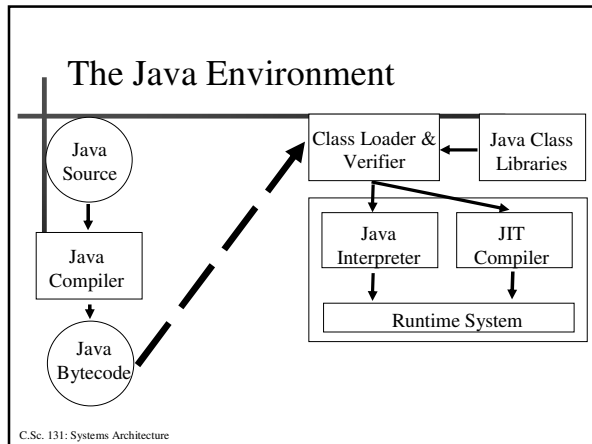 The Java Environment
Java
Source
Java
Compiler
Java
Bytecode
Class Loader &
Verifier
Java Class
Libraries
Java
Interpreter
JIT
Compiler
Runtime System
C.Sc. 131: Systems Architecture